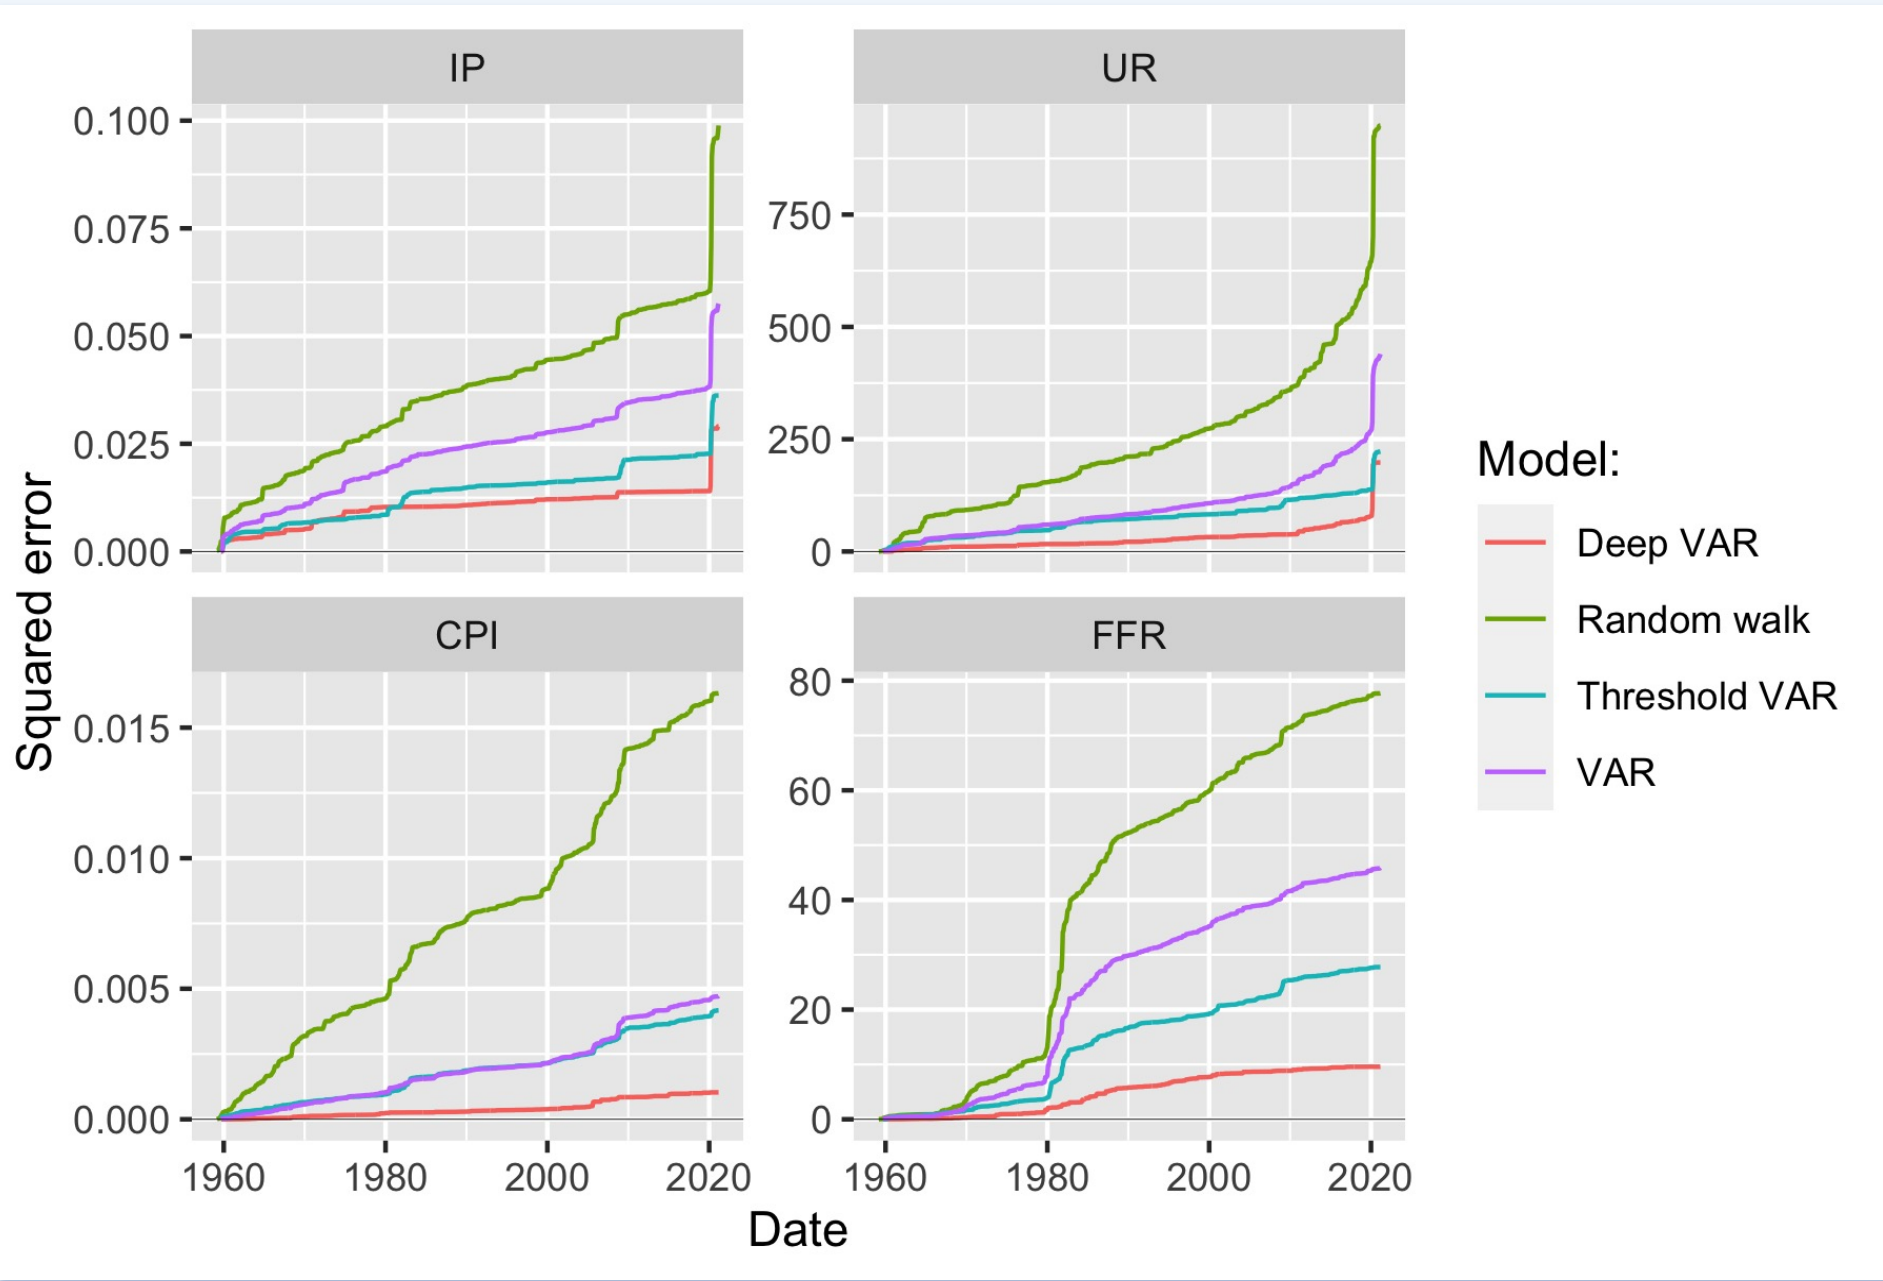 IP
UR
0.100
0.075
0.050
0.025
0.000
750
500
250
0
CPI
FFR
0.015
0.010
0.005
0.000
80
60
40
20
0
1960 1980 2000 2020
1960 1980 2000 2020
Date
Squared error
Model:
Deep VAR
Random walk
Threshold VAR
VAR